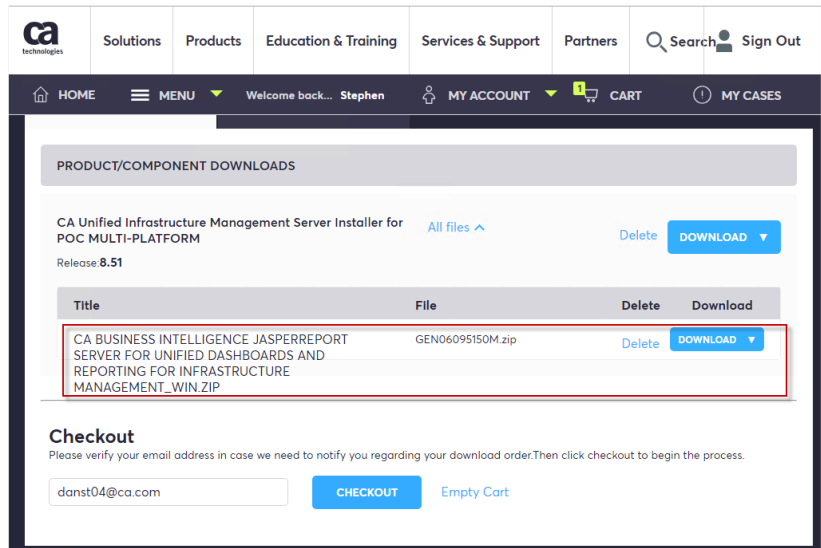 ca
technologies
Solutions Products Education & Training Services & Support Partners Search Sign Out
HOME MENU Welcome back... Stephen MY ACCOUNT 1 CART MY CASES
PRODUCT/COMPONENT DOWNLOADS
CA Unified Infrastructure Management Server Installer for
POC MULTI-PLATFORM
All files Delete DOWNLOAD
Release:8.51
Title File Delete Download
CA BUSINESS INTELLIGENCE JASPERREPORT
SERVER FOR UNIFIED DASHBOARDS AND
REPORTING FOR INFRASTRUCTURE
MANAGEMENT_WIN.ZIP
GEN06095150M.zip Delete DOWNLOAD
Checkout
Please verify your email address in case we need to notify you regarding your download order.Then click checkout to begin the process.
danst04@ca.com CHECKOUT Empty Cart